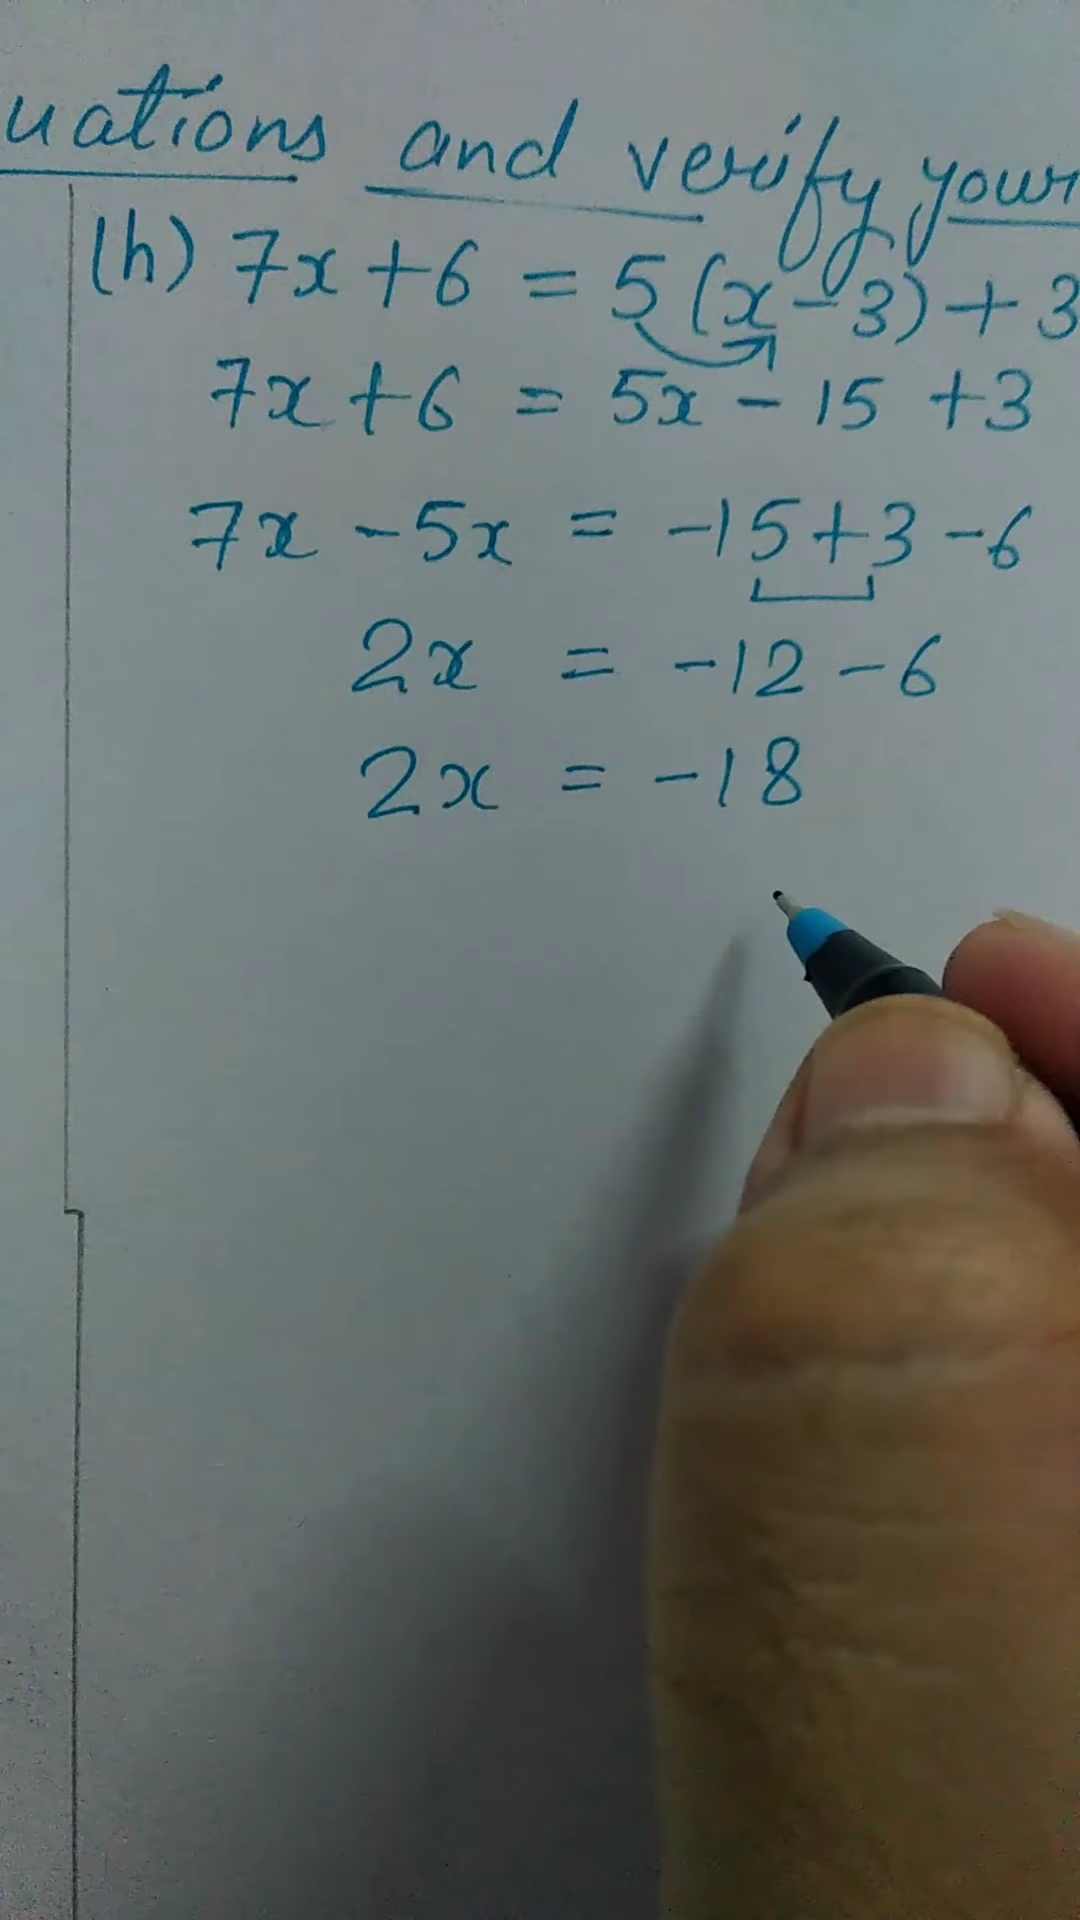 uations and verify your
(h) 7x + 6 = 5(x - 3) + 3
7x + 6 = 5x - 15 + 3
7x - 5x = -15 + 3 - 6
2x = -12 - 6
2x = -18